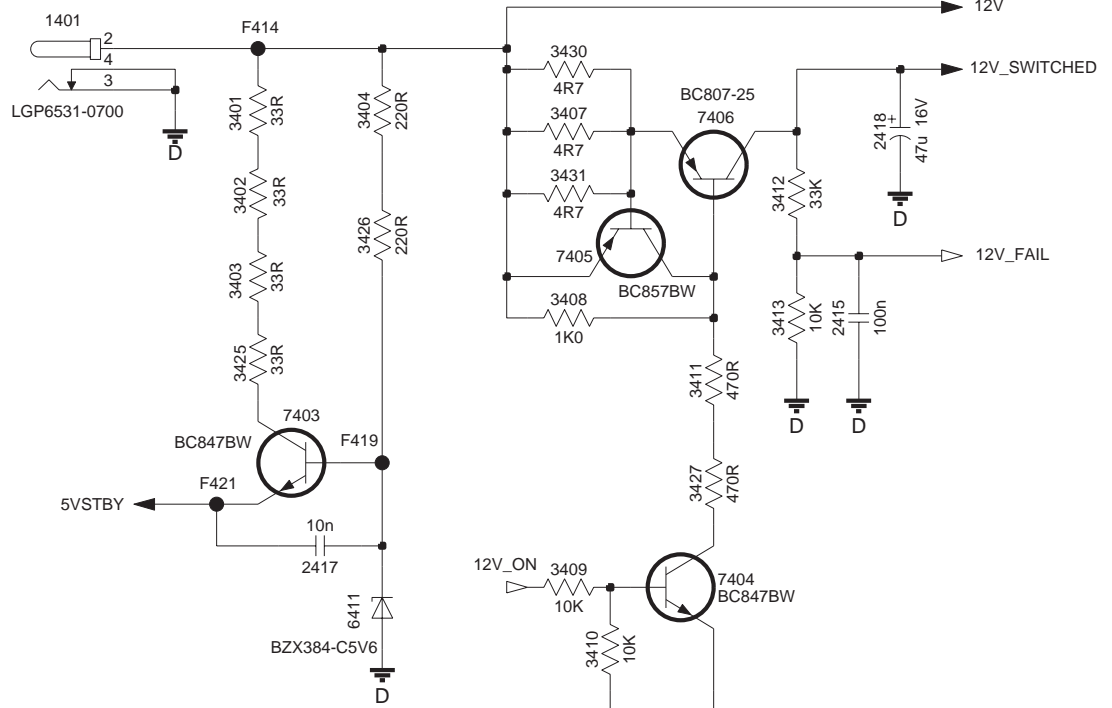 1401
2
4
3
LGP6531-0700
D
F414
3401
33R
3402
33R
3403
33R
3425
33R
3404
220R
3426
220R
7403
BC847BW
F419
F421
5VSTBY
10n
2417
6411
BZX384-C5V6
D
12V
3430
4R7
3407
4R7
3431
4R7
BC807-25
7406
7405
BC857BW
3408
1K0
12V_SWITCHED
2418
+
47u 16V
D
3412
33K
12V_FAIL
3413
10K
2415
100n
D
D
3411
470R
3427
470R
12V_ON
3409
10K
3410
10K
7404
BC847BW